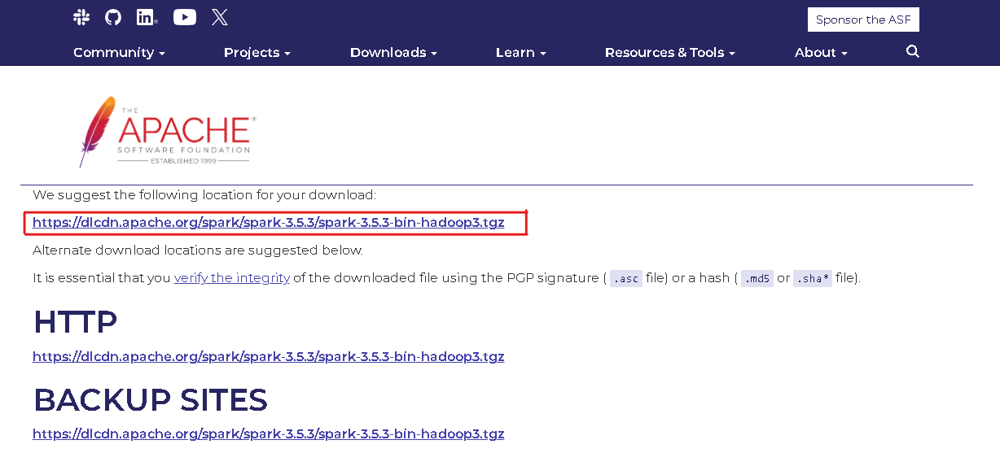 Sponsor the ASF
Community Projects Downloads Learn Resources & Tools About
THE
APACHE®
SOFTWARE FOUNDATION
ESTABLISHED 1999
We suggest the following location for your download:
https://dlcdn.apache.org/spark/spark-3.5.3/spark-3.5.3-bin-hadoop3.tgz
Alternate download locations are suggested below.
It is essential that you verify the integrity of the downloaded file using the PGP signature ( .asc file) or a hash ( .md5 or .sha* file).
HTTP
https://dlcdn.apache.org/spark/spark-3.5.3/spark-3.5.3-bin-hadoop3.tgz
BACKUP SITES
https://dlcdn.apache.org/spark/spark-3.5.3/spark-3.5.3-bin-hadoop3.tgz